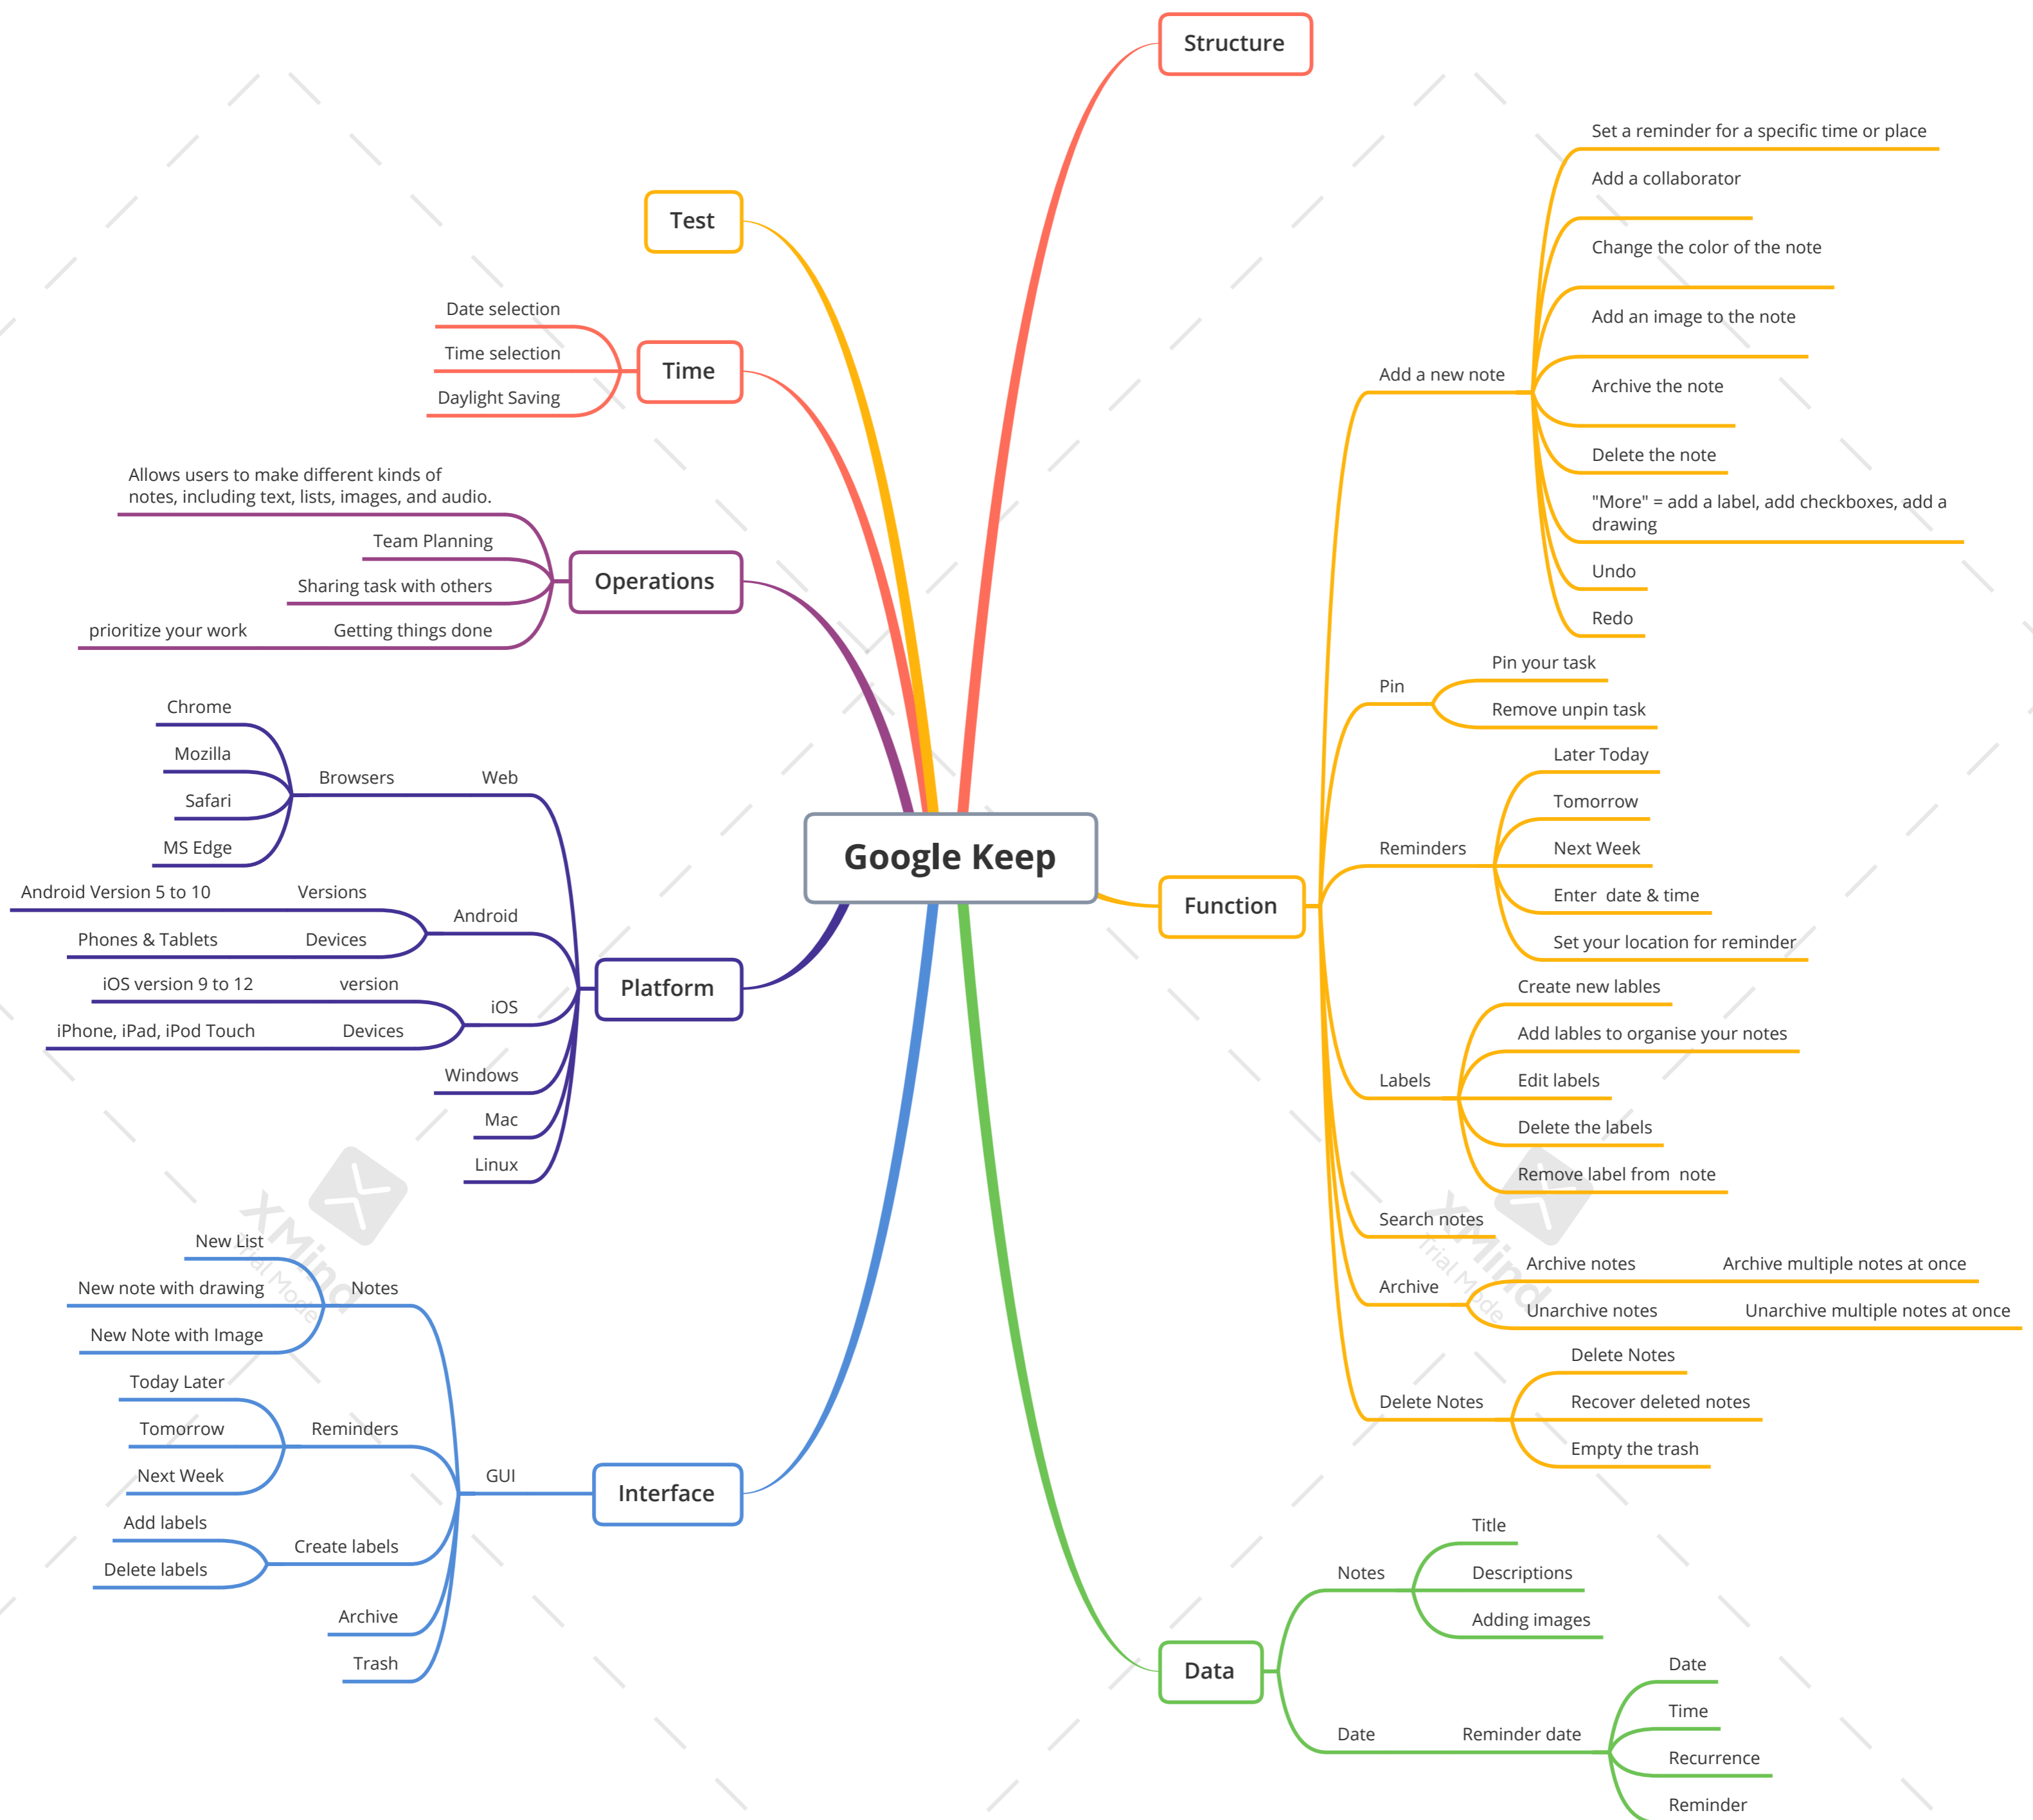 Google Keep
Structure
Function
Add a new note
Set a reminder for a specific time or place
Add a collaborator
Change the color of the note
Add an image to the note
Archive the note
Delete the note
"More" = add a label, add checkboxes, add a
drawing
Undo
Redo
Pin
Pin your task
Remove unpin task
Reminders
Later Today
Tomorrow
Next Week
Enter  date & time
Set your location for reminder
Labels
Create new lables
Add lables to organise your notes
Edit labels
Delete the labels
Remove label from  note
Search notes
Archive
Archive notes
Archive multiple notes at once
Unarchive notes
Unarchive multiple notes at once
Delete Notes
Delete Notes
Recover deleted notes
Empty the trash
Data
Notes
Title
Descriptions
Adding images
Date
Reminder date
Date
Time
Recurrence
Reminder
Test
Time
Date selection
Time selection
Daylight Saving
Operations
Allows users to make different kinds of
notes, including text, lists, images, and audio.
Team Planning
Sharing task with others
Getting things done
prioritize your work
Platform
Web
Browsers
Chrome
Mozilla
Safari
MS Edge
Android
Versions
Android Version 5 to 10
Devices
Phones & Tablets
iOS
version
iOS version 9 to 12
Devices
iPhone, iPad, iPod Touch
Windows
Mac
Linux
Interface
GUI
Notes
New List
New note with drawing
New Note with Image
Reminders
Today Later
Tomorrow
Next Week
Create labels
Add labels
Delete labels
Archive
Trash
XMind
Trial Mode
XMind
Trial Mode